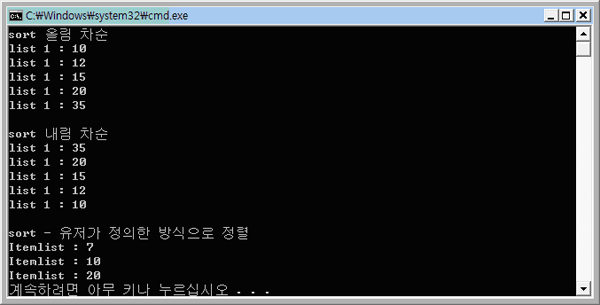 C:₩Windows₩system32₩cmd.exe
sort 올림 차순
list 1 : 10
list 1 : 12
list 1 : 15
list 1 : 20
list 1 : 35
sort 내림 차순
list 1 : 35
list 1 : 20
list 1 : 15
list 1 : 12
list 1 : 10
sort - 유저가 정의한 방식으로 정렬
Itemlist : 7
Itemlist : 10
Itemlist : 20
계속하려면 아무 키나 누르십시오 . . .